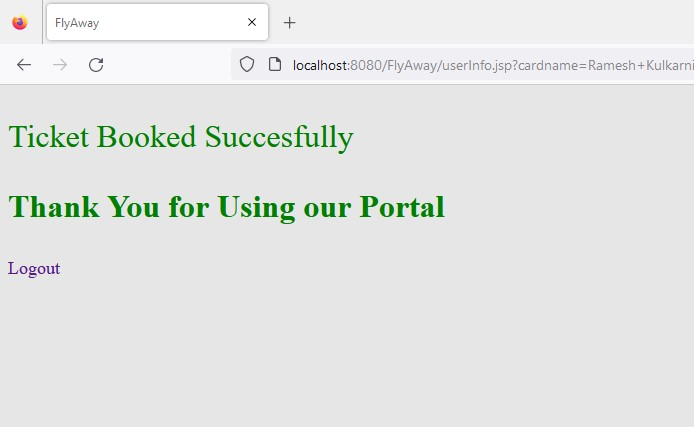 FlyAway
localhost:8080/FlyAway/userInfo.jsp?cardname=Ramesh+Kulkarni
Ticket Booked Succesfully
Thank You for Using our Portal
Logout